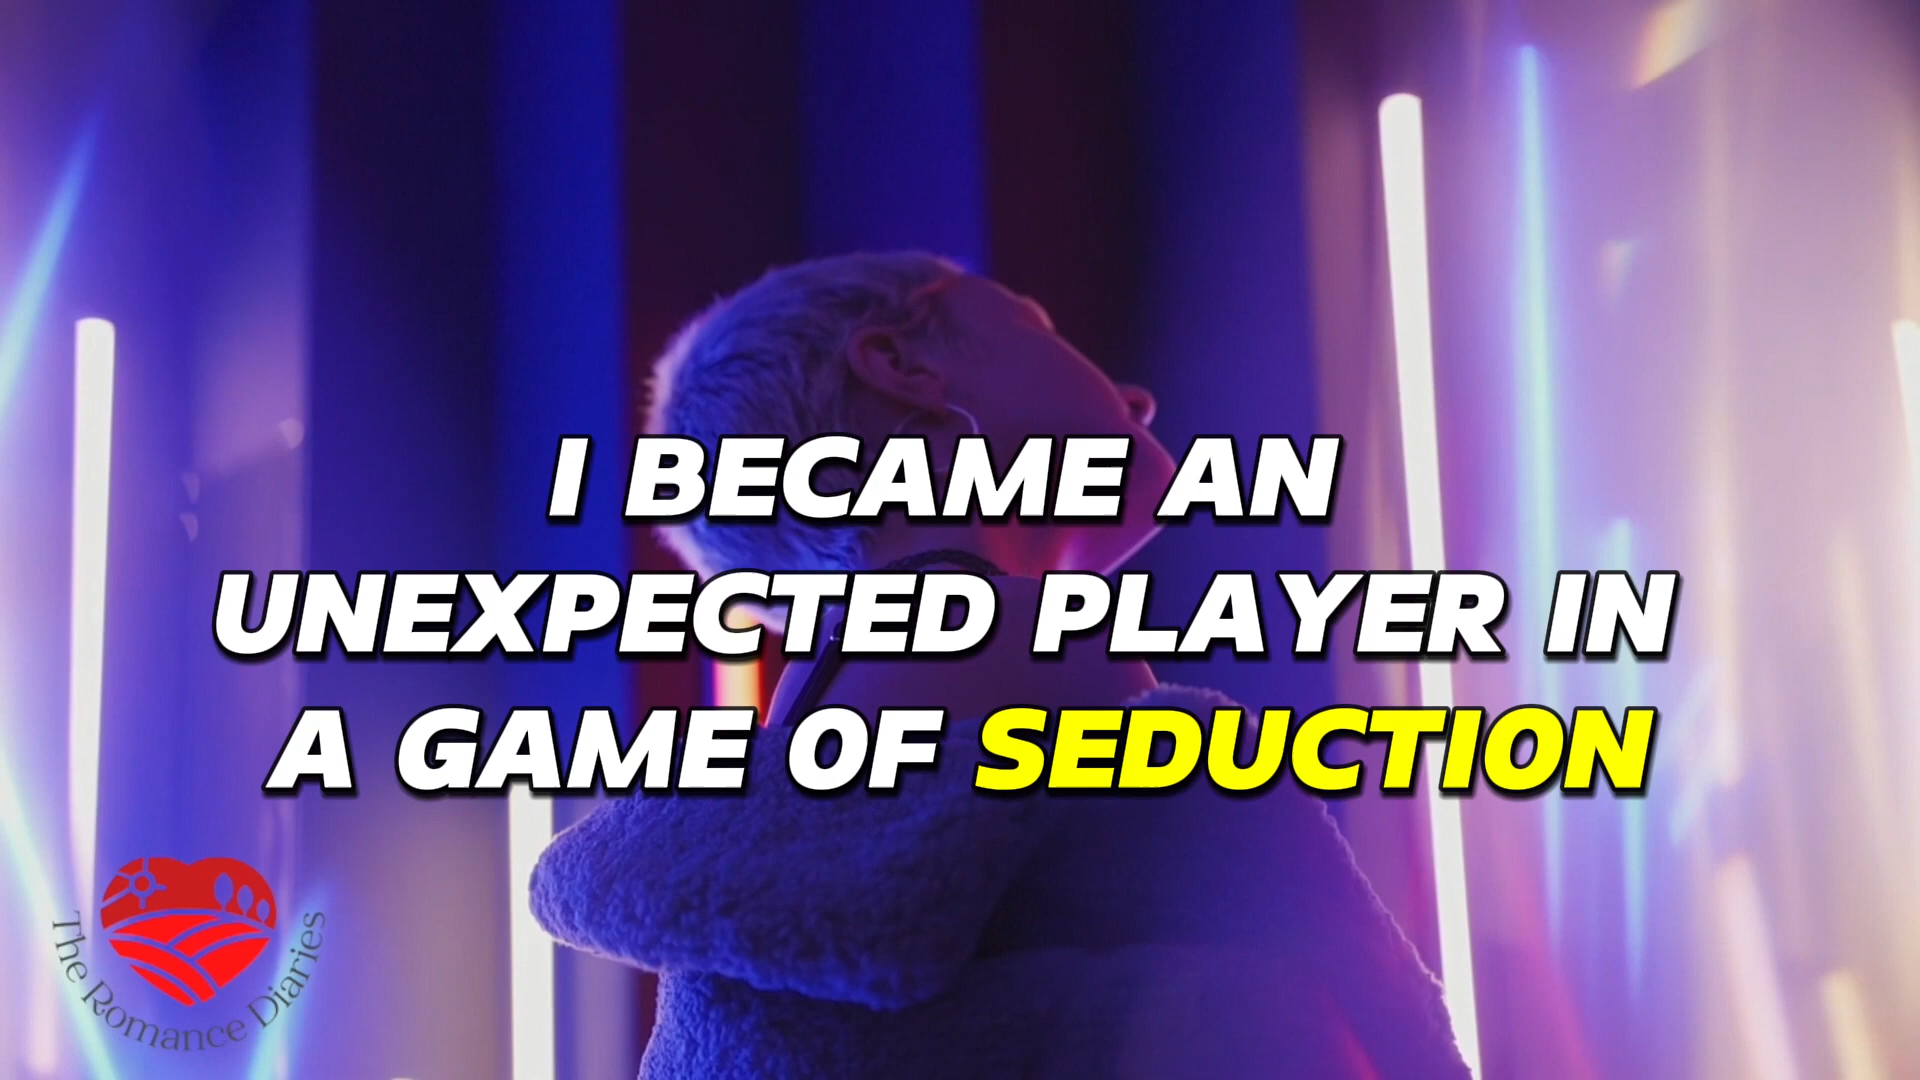 I BECAME AN
UNEXPECTED PLAYER IN
A GAME OF SEDUCTION
The Romance Diaries